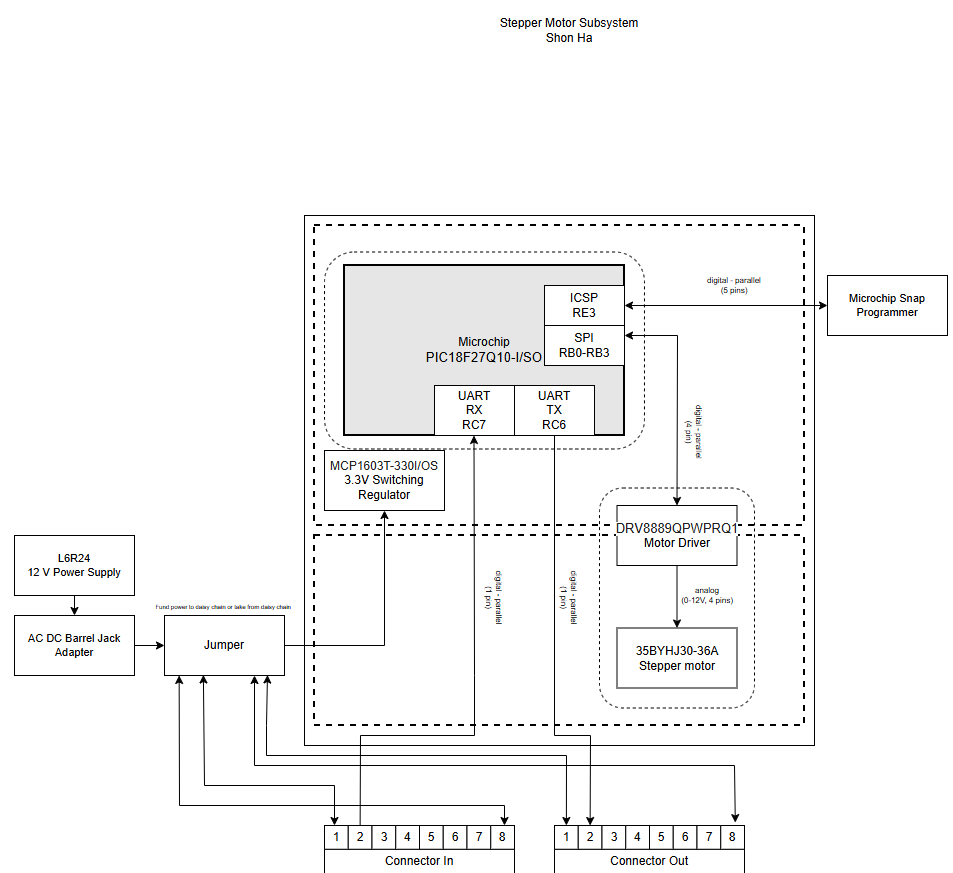 Stepper Motor Subsystem
Shon Ha
ICSP
RE3
digital - parallel
(5 pins)
Microchip Snap
Programmer
Microchip
PIC18F27Q10-I/SO
SPI
RB0-RB3
UART
RX
RC7
UART
TX
RC6
digital - parallel
(4 pin)
MCP1603T-330I/OS
3.3V Switching
Regulator
DRV8889QPWPRQ1
Motor Driver
L6R24
12 V Power Supply
digital - parallel
(1 pin)
digital - parallel
(1 pin)
analog
(0-12V, 4 pins)
Fund power to daisy chain or take from daisy chain
AC DC Barrel Jack
Adapter
Jumper
35BYHJ30-36A
Stepper motor
1 2 3 4 5 6 7 8
Connector In
1 2 3 4 5 6 7 8
Connector Out